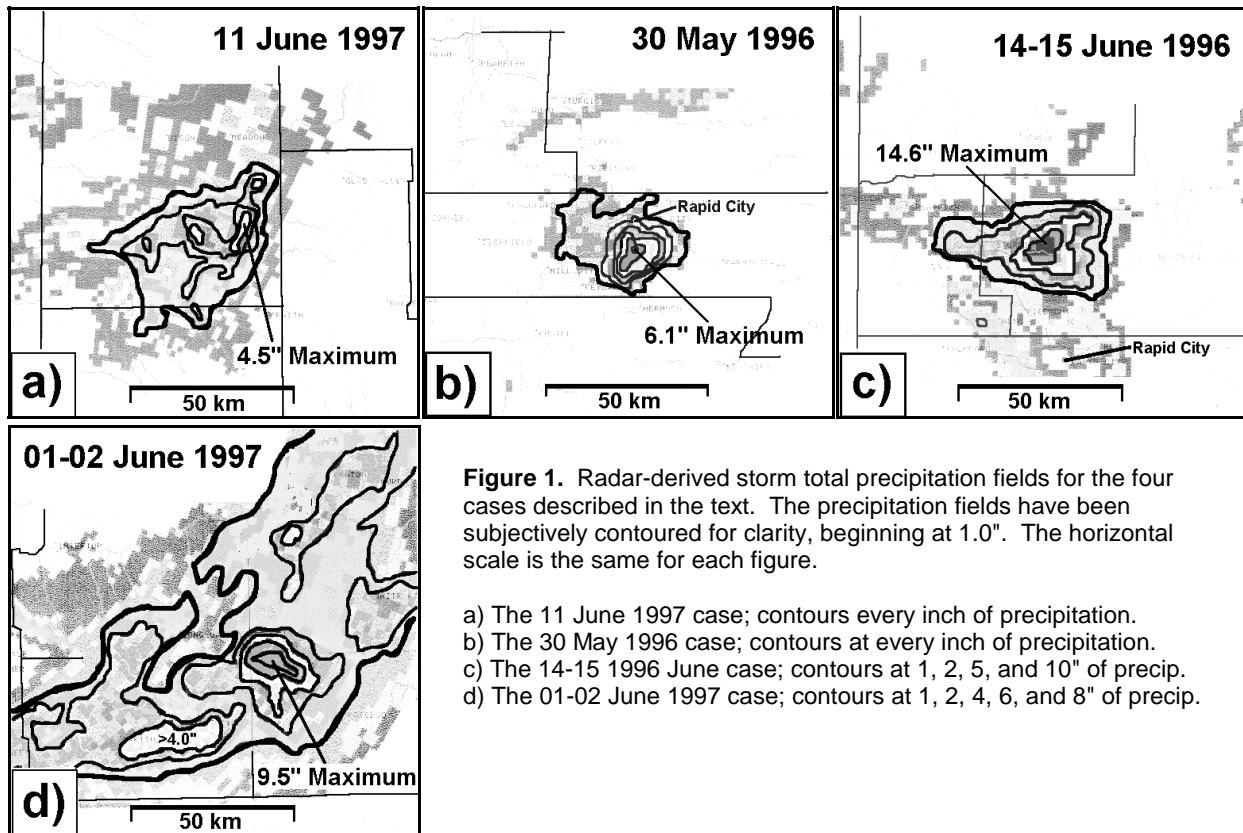 11 June 1997
4.5" Maximum
a)
50 km
30 May 1996
STURGIS
Rapid City
6.1" Maximum
b)
50 km
14-15 June 1996
14.6" Maximum
Rapid City
c)
50 km
01-02 June 1997
>4.0"
9.5" Maximum
d)
50 km
Figure 1. Radar-derived storm total precipitation fields for the four
cases described in the text. The precipitation fields have been
subjectively contoured for clarity, beginning at 1.0". The horizontal
scale is the same for each figure.
a) The 11 June 1997 case; contours every inch of precipitation.
b) The 30 May 1996 case; contours at every inch of precipitation.
c) The 14-15 1996 June case; contours at 1, 2, 5, and 10" of precip.
d) The 01-02 June 1997 case; contours at 1, 2, 4, 6, and 8" of precip.